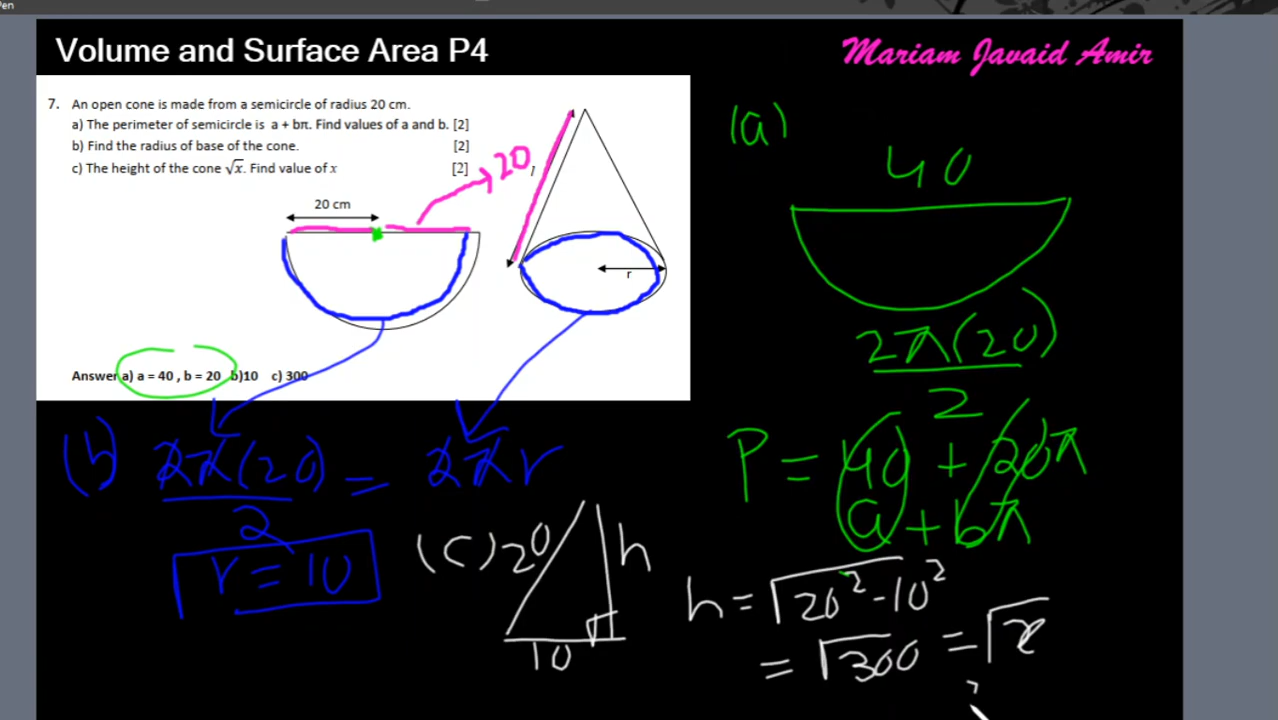 Pen
Volume and Surface Area P4
Mariam Javaid Amir
7. An open cone is made from a semicircle of radius 20 cm.
a) The perimeter of semicircle is a + bπ. Find values of a and b. [2]
b) Find the radius of base of the cone. [2]
c) The height of the cone √x. Find value of x [2]
20
l
20 cm
r
Answer a) a = 40 , b = 20 b)10 c) 300
(a)
40
2π(20)
2
P = 40 + 20π
a + bπ
(b) 2π(20) = 2πr
2
r = 10
(c) 20 h
10
h = √20² - 10²
= √300 = √x